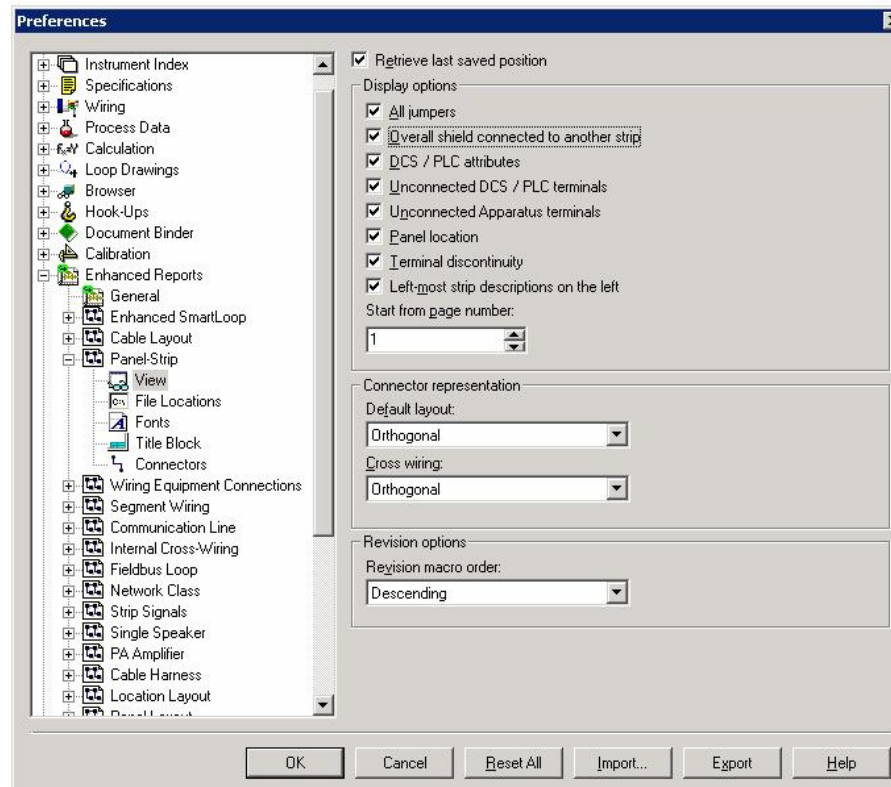 Preferences
Instrument Index
Specifications
Wiring
Process Data
Calculation
Loop Drawings
Browser
Hook-Ups
Document Binder
Calibration
Enhanced Reports
General
Enhanced SmartLoop
Cable Layout
Panel-Strip
View
File Locations
Fonts
Title Block
Connectors
Wiring Equipment Connections
Segment Wiring
Communication Line
Internal Cross-Wiring
Fieldbus Loop
Network Class
Strip Signals
Single Speaker
PA Amplifier
Cable Harness
Location Layout
Panel Layout
Retrieve last saved position
Display options
All jumpers
Overall shield connected to another strip
DCS / PLC attributes
Unconnected DCS / PLC terminals
Unconnected Apparatus terminals
Panel location
Terminal discontinuity
Left-most strip descriptions on the left
Start from page number:
1
Connector representation
Default layout:
Orthogonal
Cross wiring:
Orthogonal
Revision options
Revision macro order:
Descending
OK
Cancel
Reset All
Import...
Export
Help